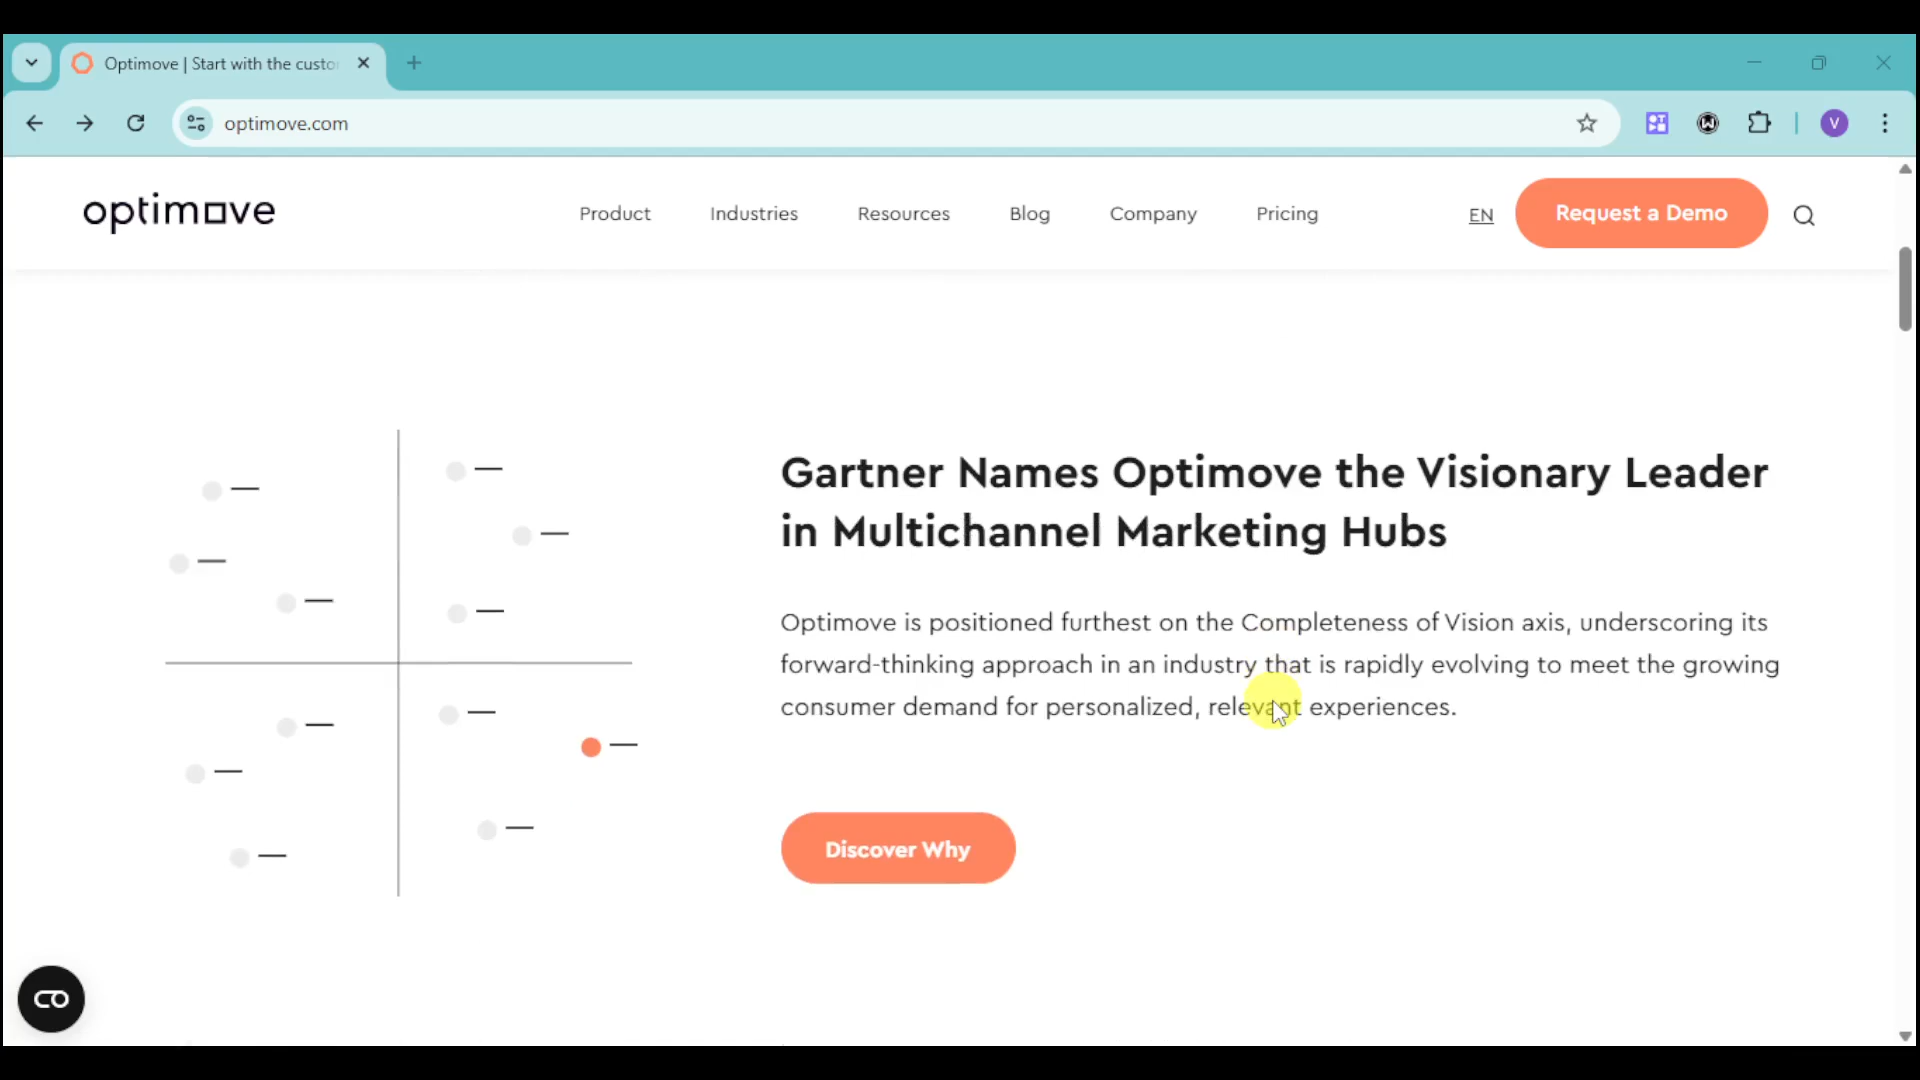 Optimove | Start with the custo
optimove.com
V
optimove
Product
Industries
Resources
Blog
Company
Pricing
EN
Request a Demo
Gartner Names Optimove the Visionary Leader
in Multichannel Marketing Hubs
Optimove is positioned furthest on the Completeness of Vision axis, underscoring its
forward-thinking approach in an industry that is rapidly evolving to meet the growing
consumer demand for personalized, relevant experiences.
Discover Why